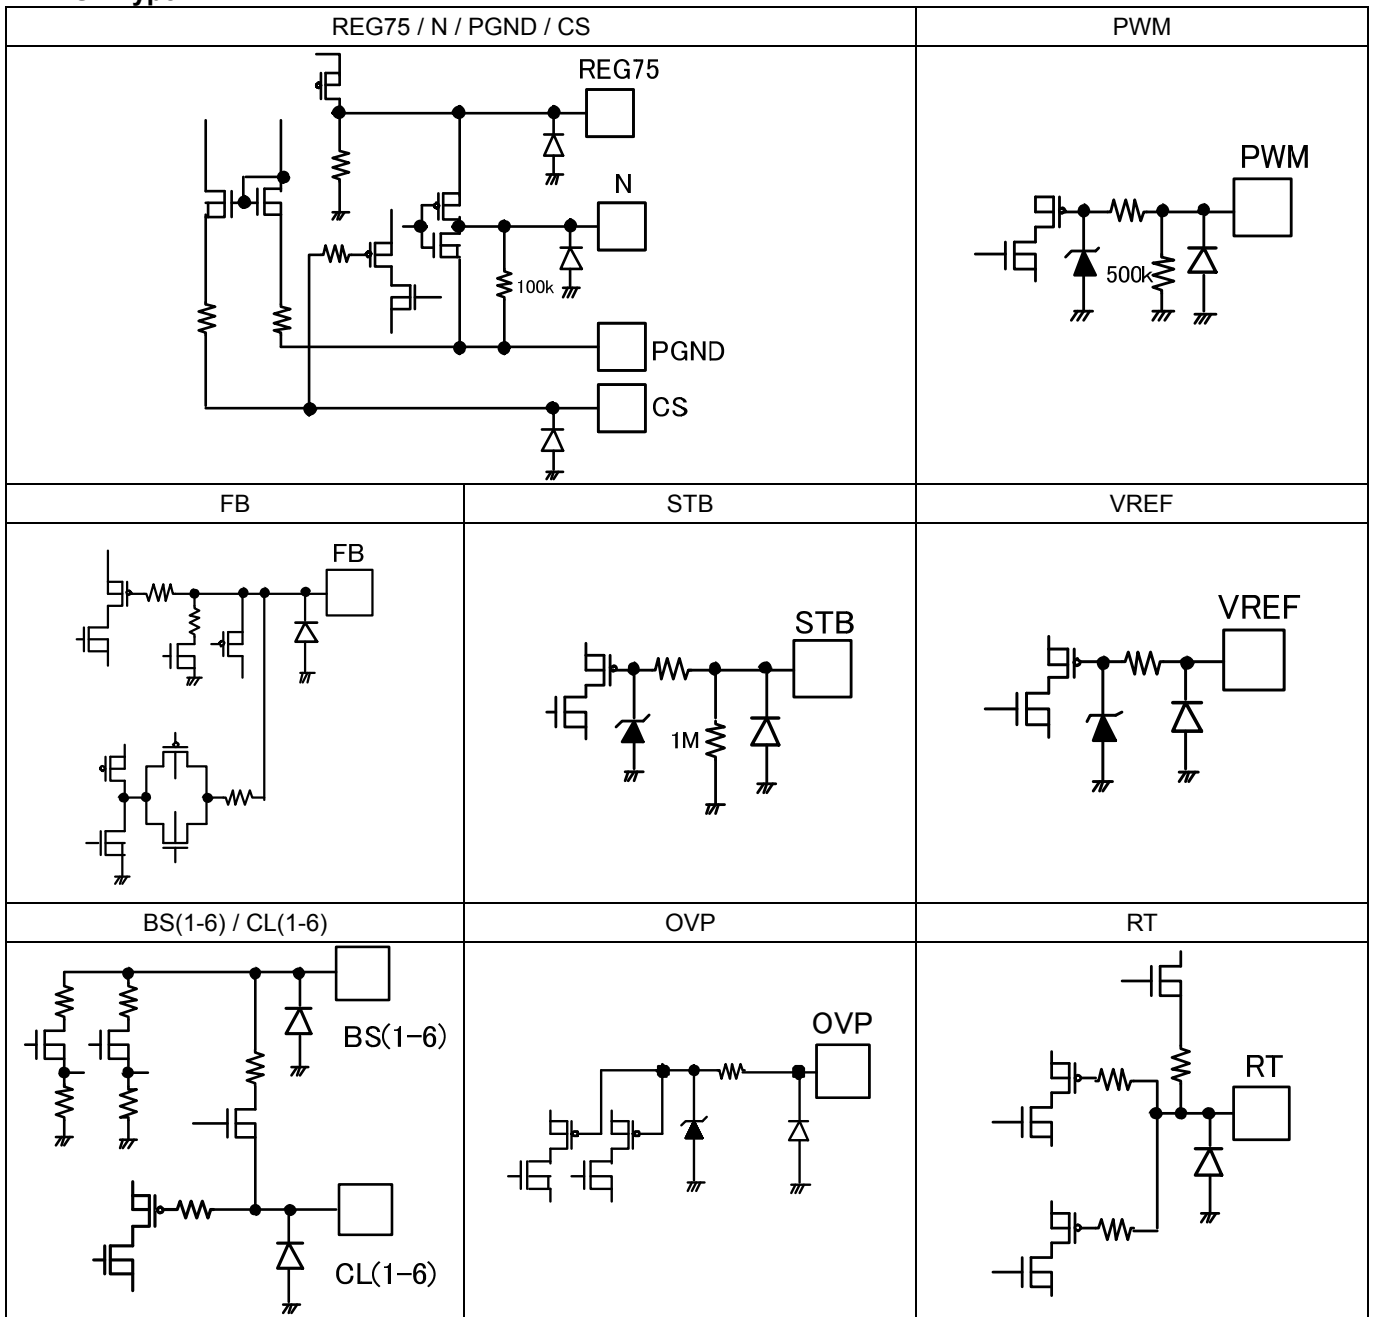 REG75 / N / PGND / CS
PWM
REG75
N
100k
PGND
CS
PWM
500k
FB
STB
VREF
FB
STB
1M
VREF
BS(1-6) / CL(1-6)
OVP
RT
BS(1-6)
CL(1-6)
OVP
RT